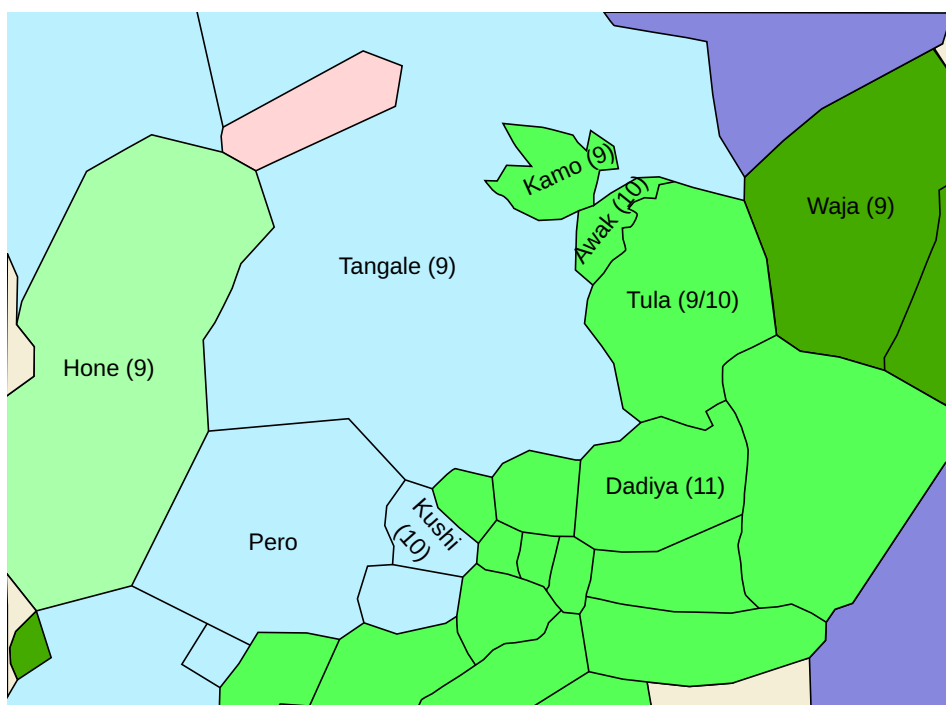 Kamo (9)
Awak (10)
Waja (9)
Tangale (9)
Tula (9/10)
Hone (9)
Dadiya (11)
Kushi
(10)
Pero